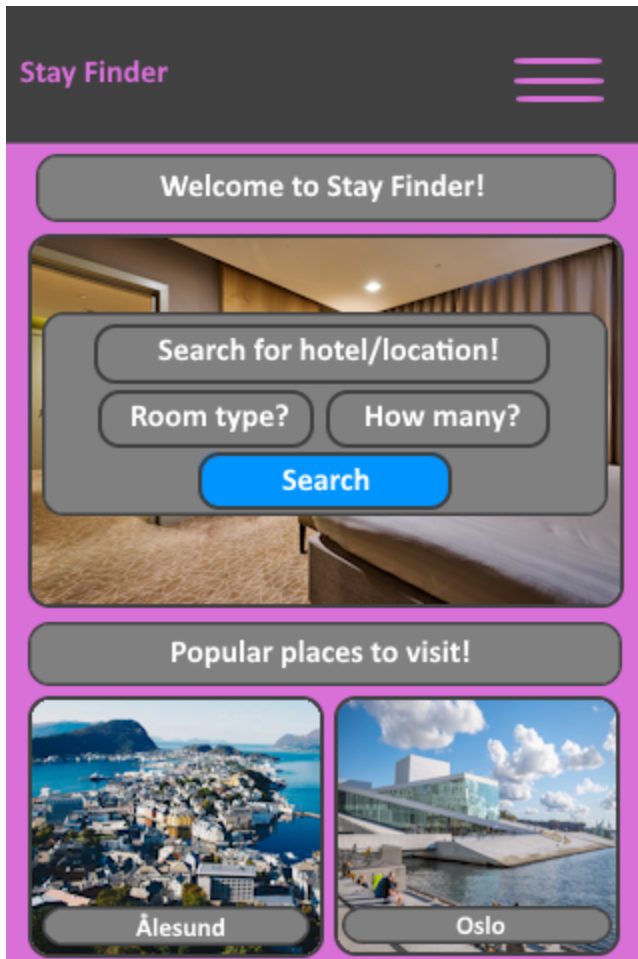 Stay Finder
Welcome to Stay Finder!
Search for hotel/location!
Room type? How many?
Search
Popular places to visit!
Ålesund Oslo